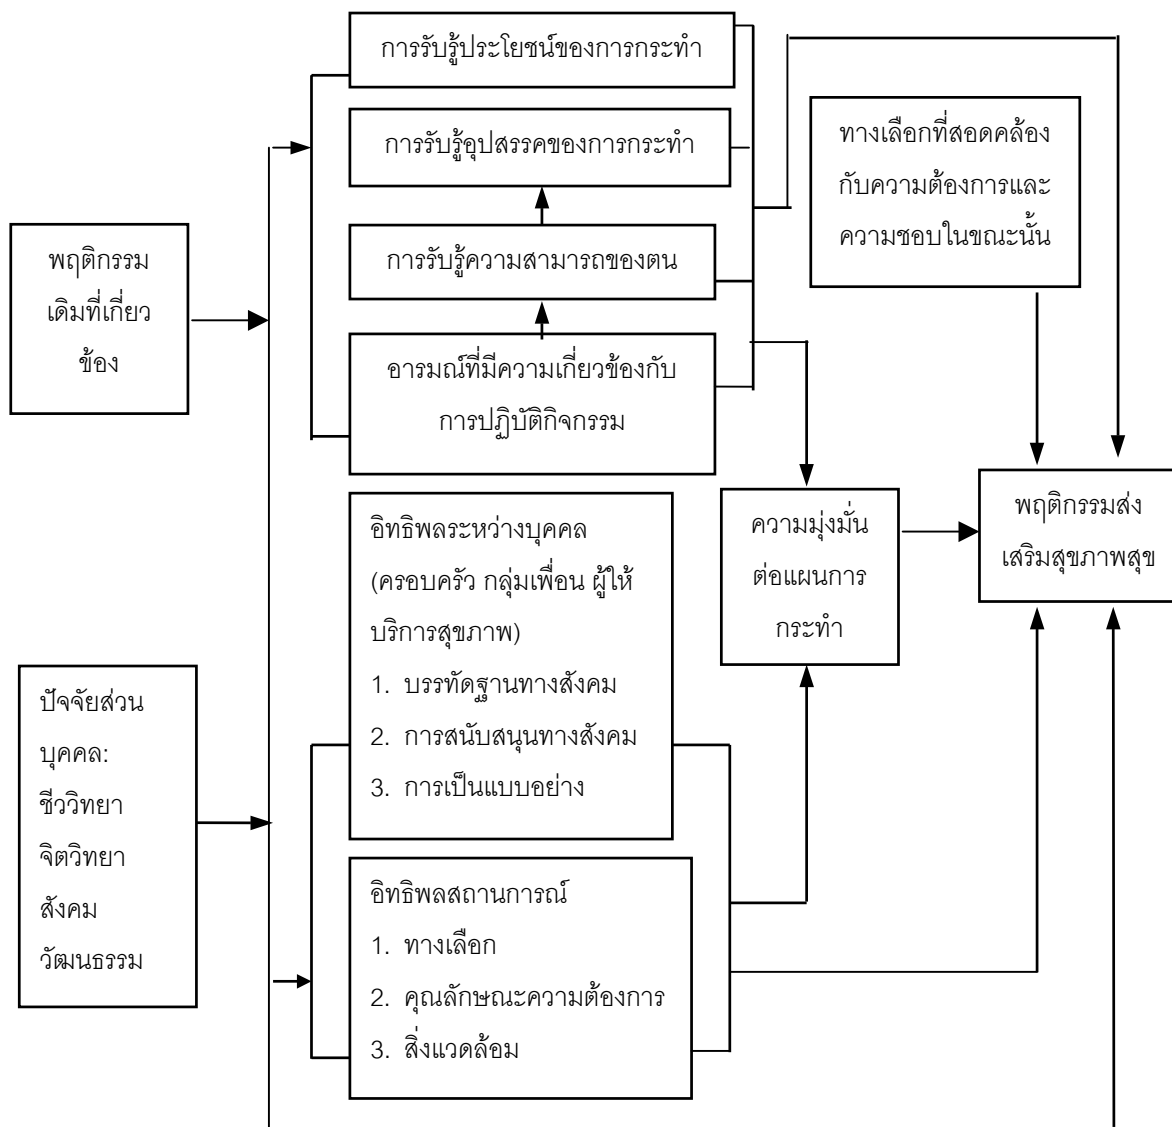 การรับรู้ประโยชน์ของการกระทำ
การรับรู้อุปสรรคของการกระทำ
การรับรู้ความสามารถของตน
อารมณ์ที่มีความเกี่ยวข้องกับ
การปฏิบัติกิจกรรม
ทางเลือกที่สอดคล้อง
กับความต้องการและ
ความชอบในขณะนั้น
พฤติกรรม
เดิมที่เกี่ยว
ข้อง
อิทธิพลระหว่างบุคคล
(ครอบครัว กลุ่มเพื่อน ผู้ให้
บริการสุขภาพ)
1. บรรทัดฐานทางสังคม
2. การสนับสนุนทางสังคม
3. การเป็นแบบอย่าง
ความมุ่งมั่น
ต่อแผนการ
กระทำ
พฤติกรรมส่ง
เสริมสุขภาพสุข
ปัจจัยส่วน
บุคคล:
ชีววิทยา
จิตวิทยา
สังคม
วัฒนธรรม
อิทธิพลสถานการณ์
1. ทางเลือก
2. คุณลักษณะความต้องการ
3. สิ่งแวดล้อม